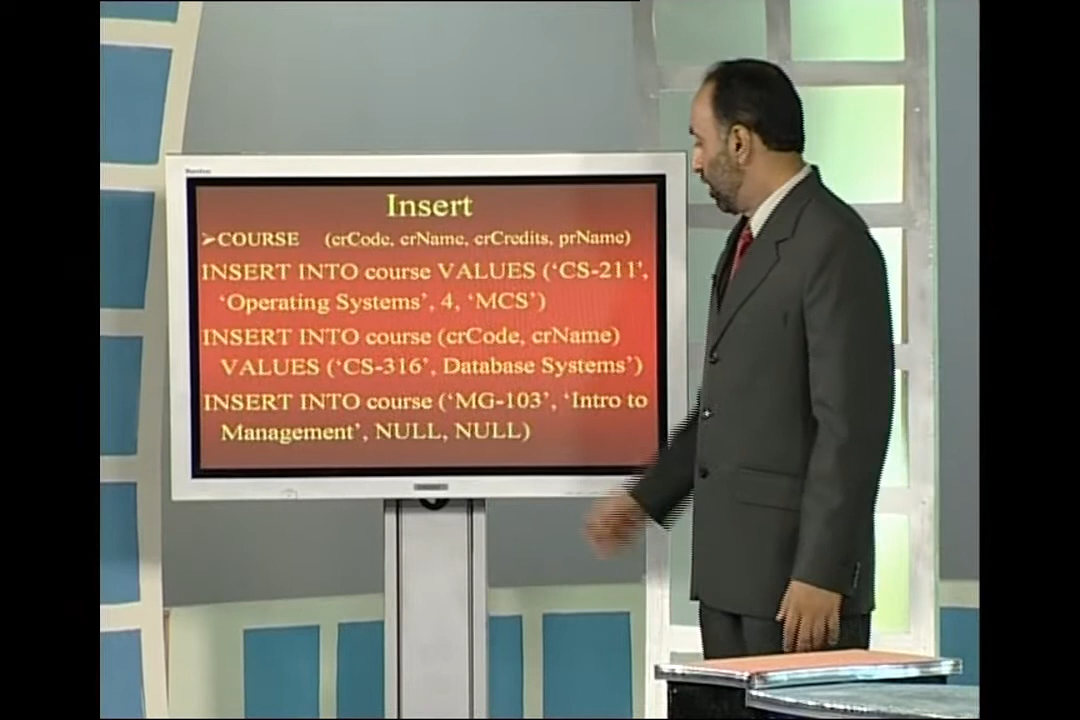 Insert
➢COURSE (crCode, crName, crCredits, prName)
INSERT INTO course VALUES (‘CS-211’,
‘Operating Systems’, 4, ‘MCS’)
INSERT INTO course (crCode, crName)
VALUES (‘CS-316’, Database Systems’)
INSERT INTO course (‘MG-103’, ‘Intro to
Management’, NULL, NULL)